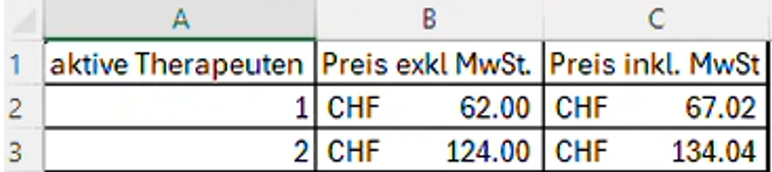 A B C
1 aktive Therapeuten Preis exkl MwSt. Preis inkl. MwSt
2 1 CHF 62.00 CHF 67.02
3 2 CHF 124.00 CHF 134.04